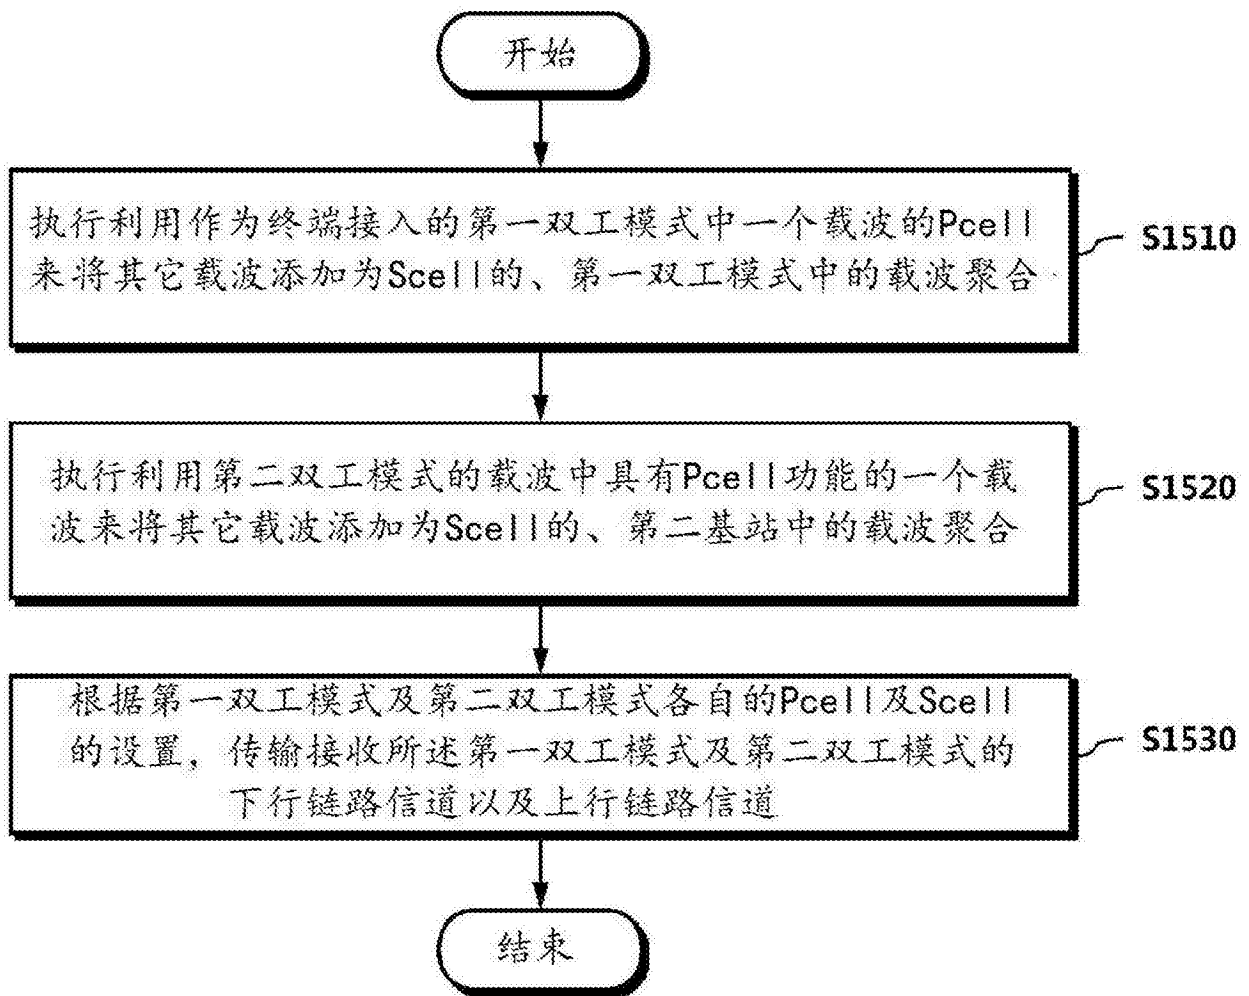 开始
执行利用作为终端接入的第一双工模式中一个载波的Pcell
来将其它载波添加为Scell的、第一双工模式中的载波聚合
S1510
执行利用第二双工模式的载波中具有Pcell功能的一个载
波来将其它载波添加为Scell的、第二基站中的载波聚合
S1520
根据第一双工模式及第二双工模式各自的Pcell及Scell
的设置，传输接收所述第一双工模式及第二双工模式的
下行链路信道以及上行链路信道
S1530
结束